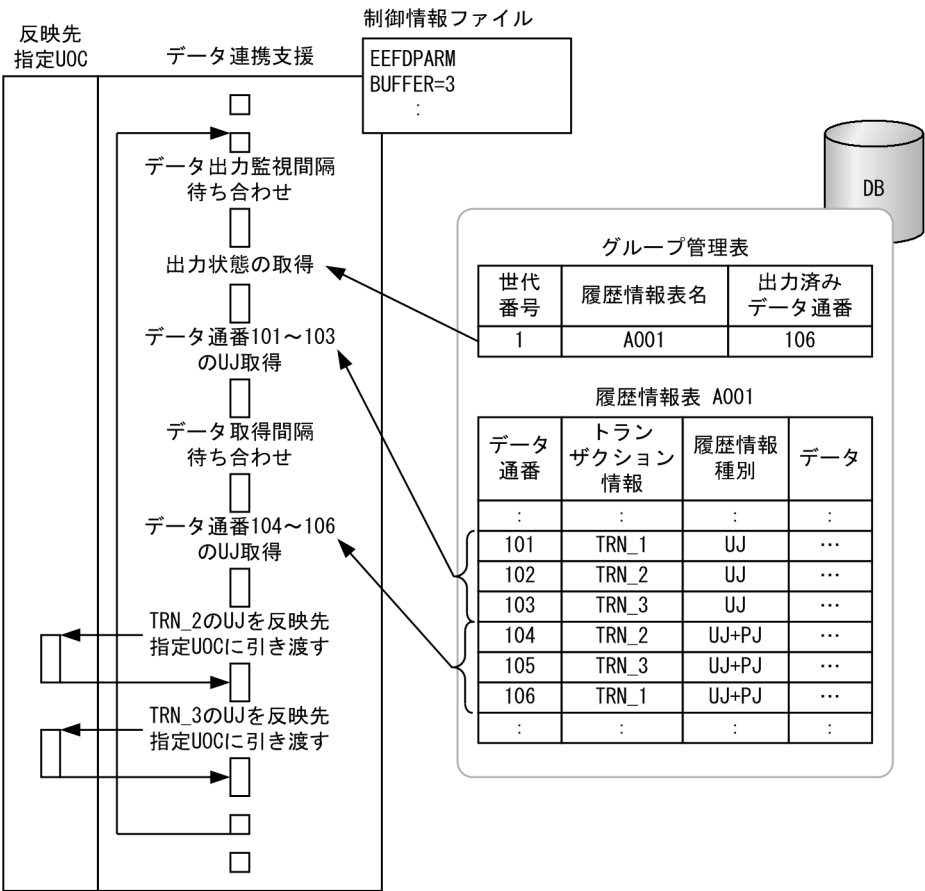 制御情報ファイル
反映先
指定UOC
データ連携支援
EEFDPARM
BUFFER=3
:
データ出力監視間隔
待ち合わせ
出力状態の取得
データ通番101～103
のUJ取得
データ取得間隔
待ち合わせ
データ通番104～106
のUJ取得
TRN_2のUJを反映先
指定UOCに引き渡す
TRN_3のUJを反映先
指定UOCに引き渡す
DB
グループ管理表
世代
番号
履歴情報表名
出力済み
データ通番
1 A001 106
履歴情報表 A001
データ
通番
トラン
ザクション
情報
履歴情報
種別
データ
: : : :
101 TRN_1 UJ …
102 TRN_2 UJ …
103 TRN_3 UJ …
104 TRN_2 UJ+PJ …
105 TRN_3 UJ+PJ …
106 TRN_1 UJ+PJ …
: : : :